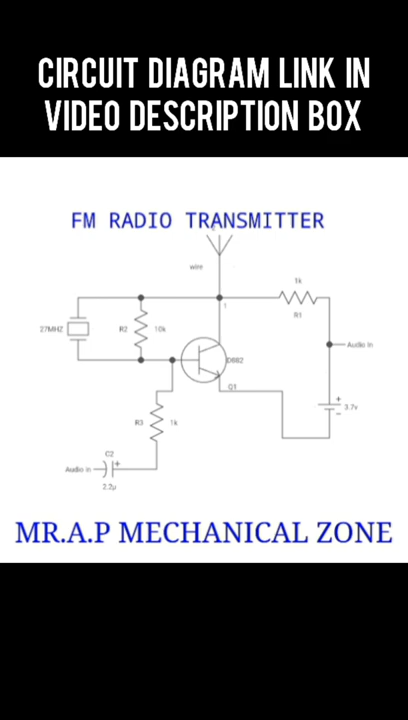 CIRCUIT DIAGRAM LINK IN
VIDEO DESCRIPTION BOX
FM RADIO TRANSMITTER
wire
1k
R1
27MHZ
R2
10k
1
Audio In
D882
Q1
+
3.7v
-
R3
1k
C2
Audio In
+
2.2µ
MR.A.P MECHANICAL ZONE